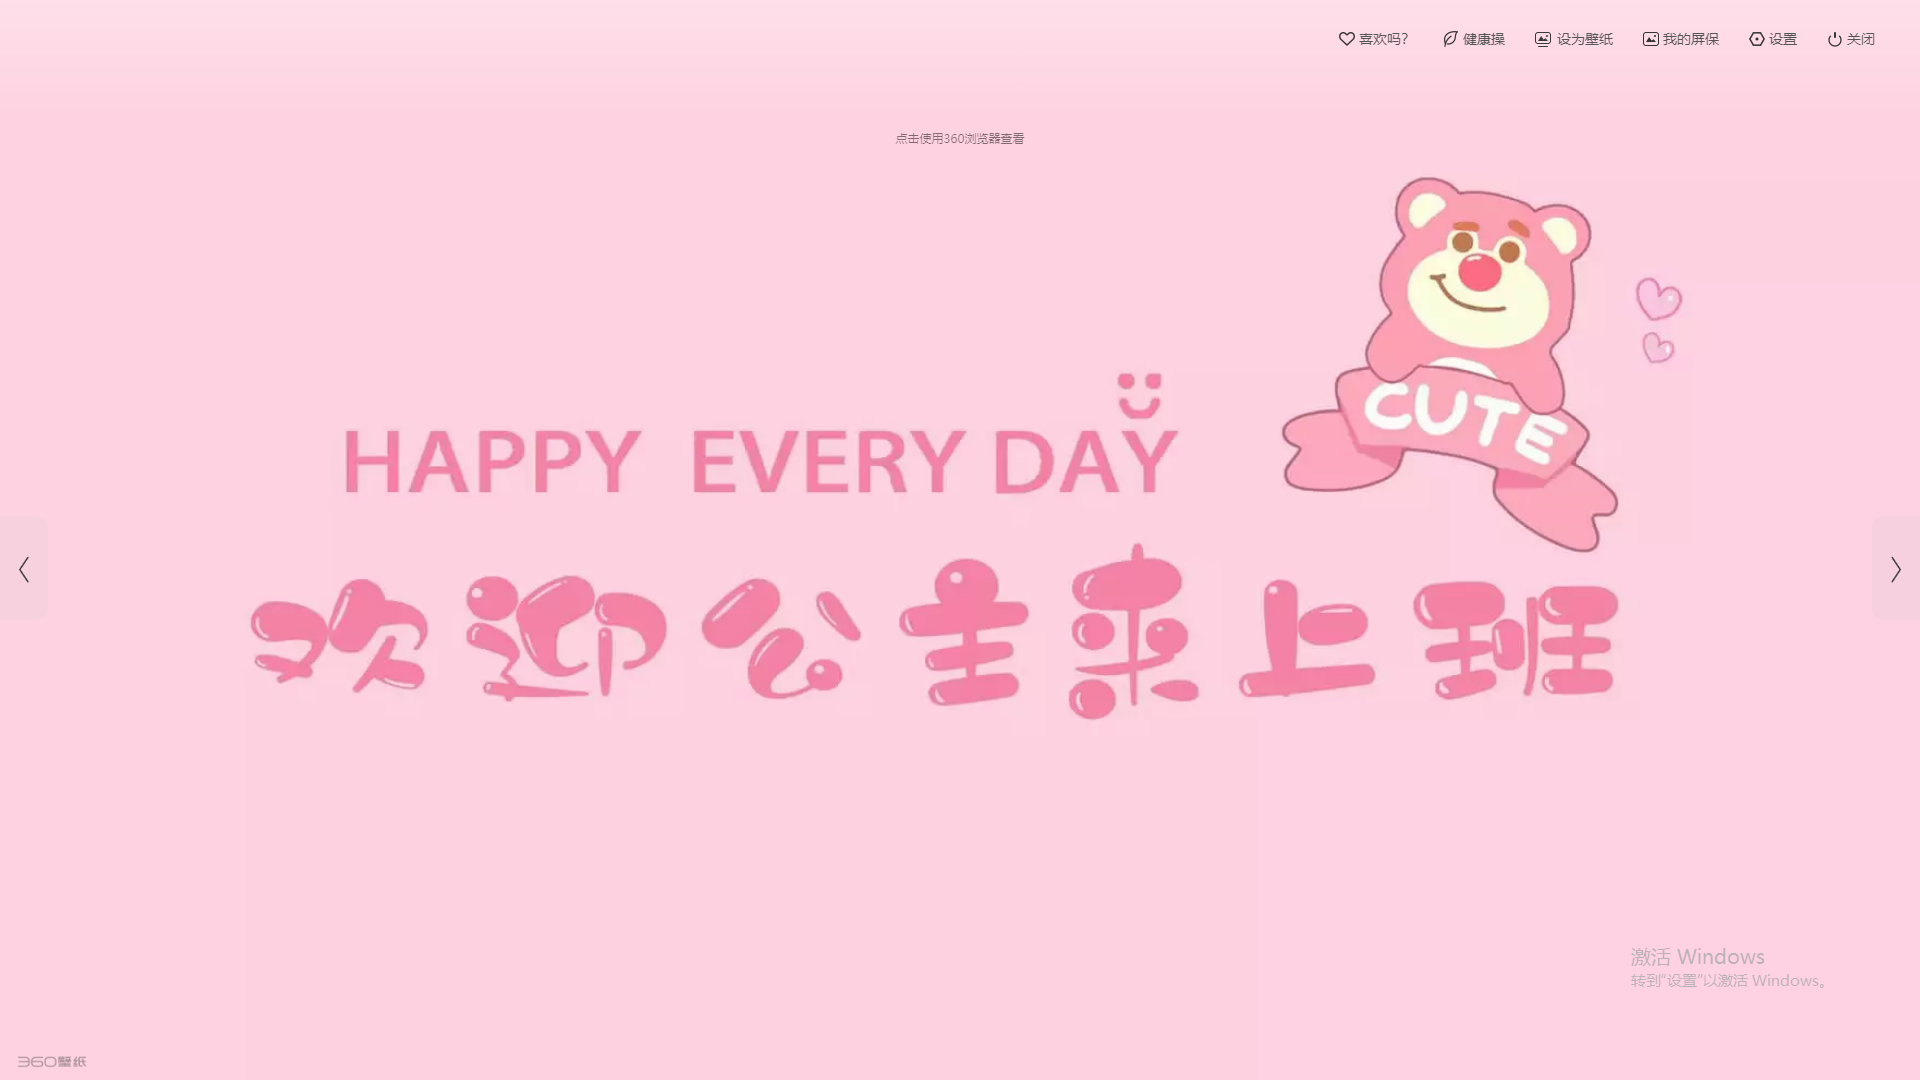 喜欢吗? 健康操 设为壁纸 我的屏保 设置 关闭
点击使用360浏览器查看
CUTE
HAPPY EVERY DAY
欢迎公主来上班
激活 Windows
转到“设置”以激活 Windows。
360壁纸